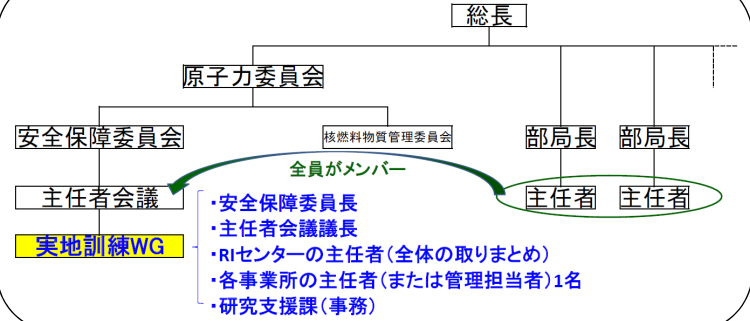 総長
原子力委員会
安全保障委員会
核燃料物質管理委員会
部局長
部局長
全員がメンバー
主任者会議
主任者
主任者
実地訓練WG
・安全保障委員長
・主任者会議議長
・RIセンターの主任者(全体の取りまとめ)
・各事業所の主任者(または管理担当者)1名
・研究支援課(事務)